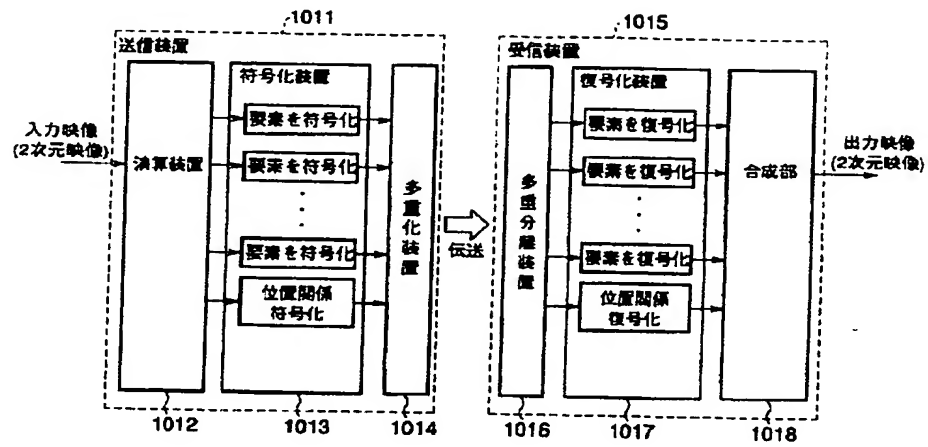 1011
1015
送信装置
受信装置
符号化装置
復号化装置
入力映像
(2次元映像)
演算装置
要素を符号化
要素を符号化
要素を符号化
位置関係
符号化
多重化装置
伝送
多重分離装置
要素を復号化
要素を復号化
要素を復号化
位置関係
復号化
合成部
出力映像
(2次元映像)
1012
1013
1014
1016
1017
1018